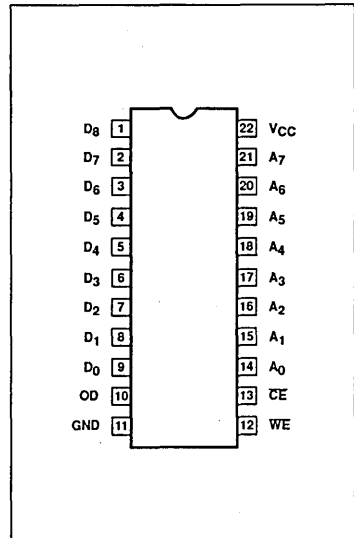 D8 1 22 VCC
D7 2 21 A7
D6 3 20 A6
D5 4 19 A5
D4 5 18 A4
D3 6 17 A3
D2 7 16 A2
D1 8 15 A1
D0 9 14 A0
OD 10 13 C̅E̅
GND 11 12 W̅E̅